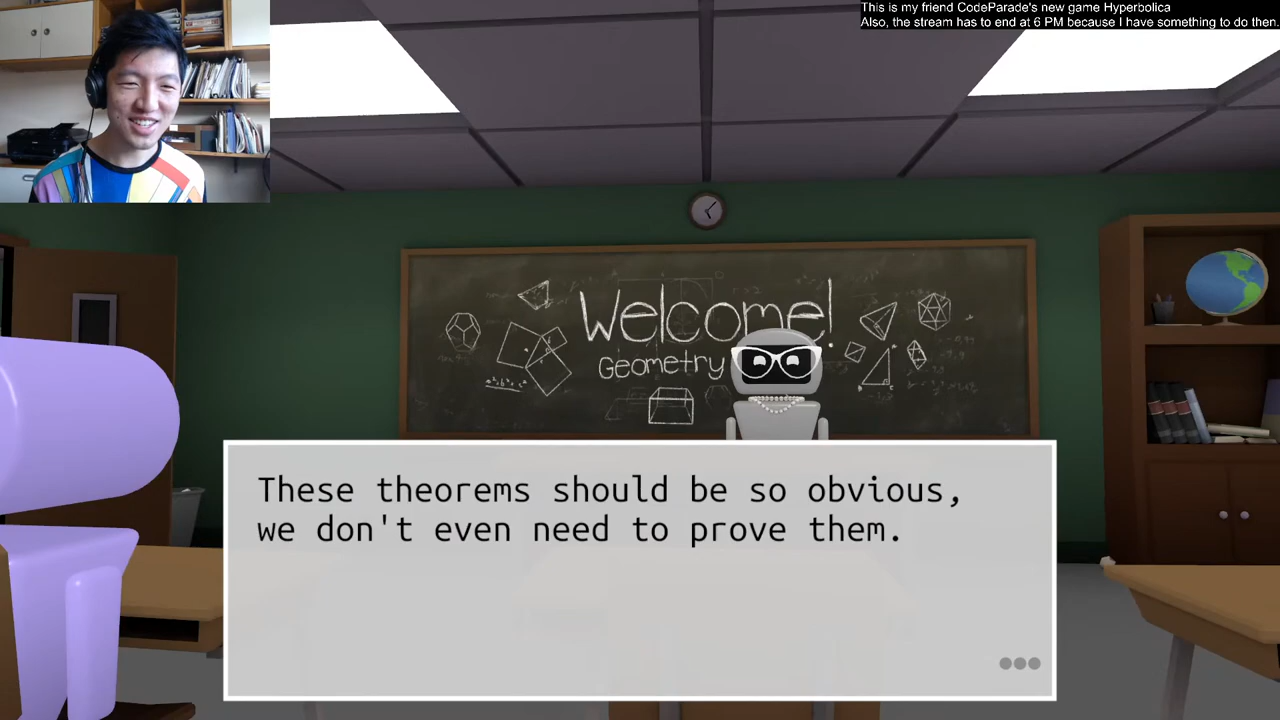 This is my friend CodeParade's new game Hyperbolica
Also, the stream has to end at 6 PM because I have something to do then.
Welcome!
Geometry
These theorems should be so obvious,
we don't even need to prove them.